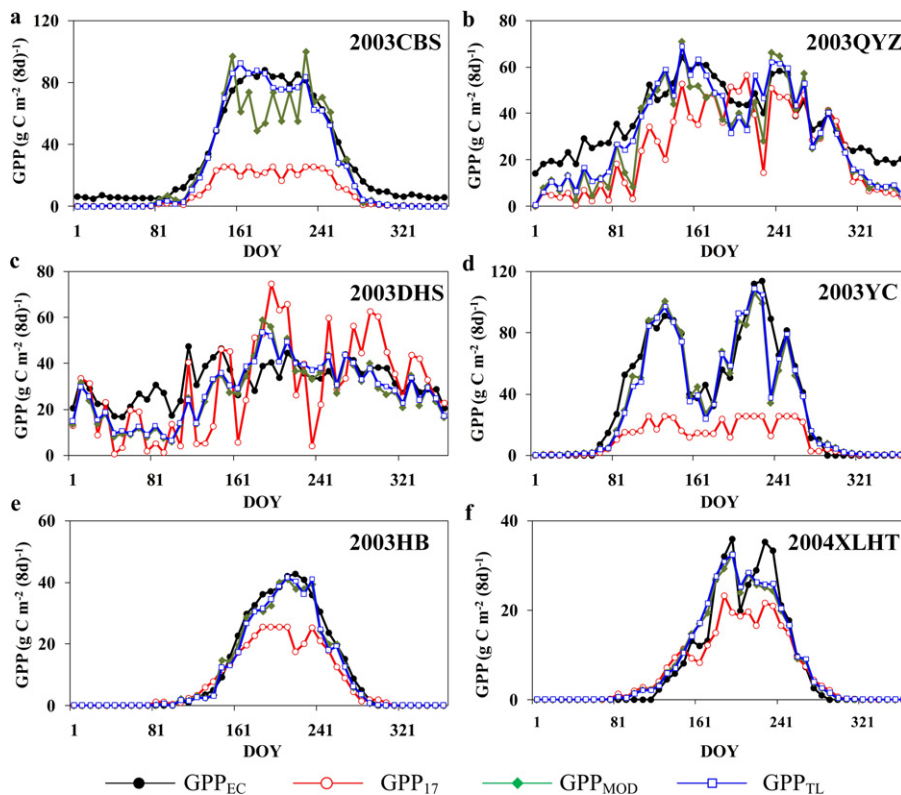 a 2003CBS
GPP (g C m⁻² (8d)⁻¹)
120
80
40
0
1 81 161 241 321
DOY
b 2003QYZ
GPP (g C m⁻² (8d)⁻¹)
80
60
40
20
0
1 81 161 241 321
DOY
c 2003DHS
GPP (g C m⁻² (8d)⁻¹)
80
60
40
20
0
1 81 161 241 321
DOY
d 2003YC
GPP (g C m⁻² (8d)⁻¹)
120
80
40
0
1 81 161 241 321
DOY
e 2003HB
GPP (g C m⁻² (8d)⁻¹)
60
40
20
0
1 81 161 241 321
DOY
f 2004XLHT
GPP (g C m⁻² (8d)⁻¹)
40
20
0
1 81 161 241 321
DOY
GPP_EC GPP_17 GPP_MOD GPP_TL